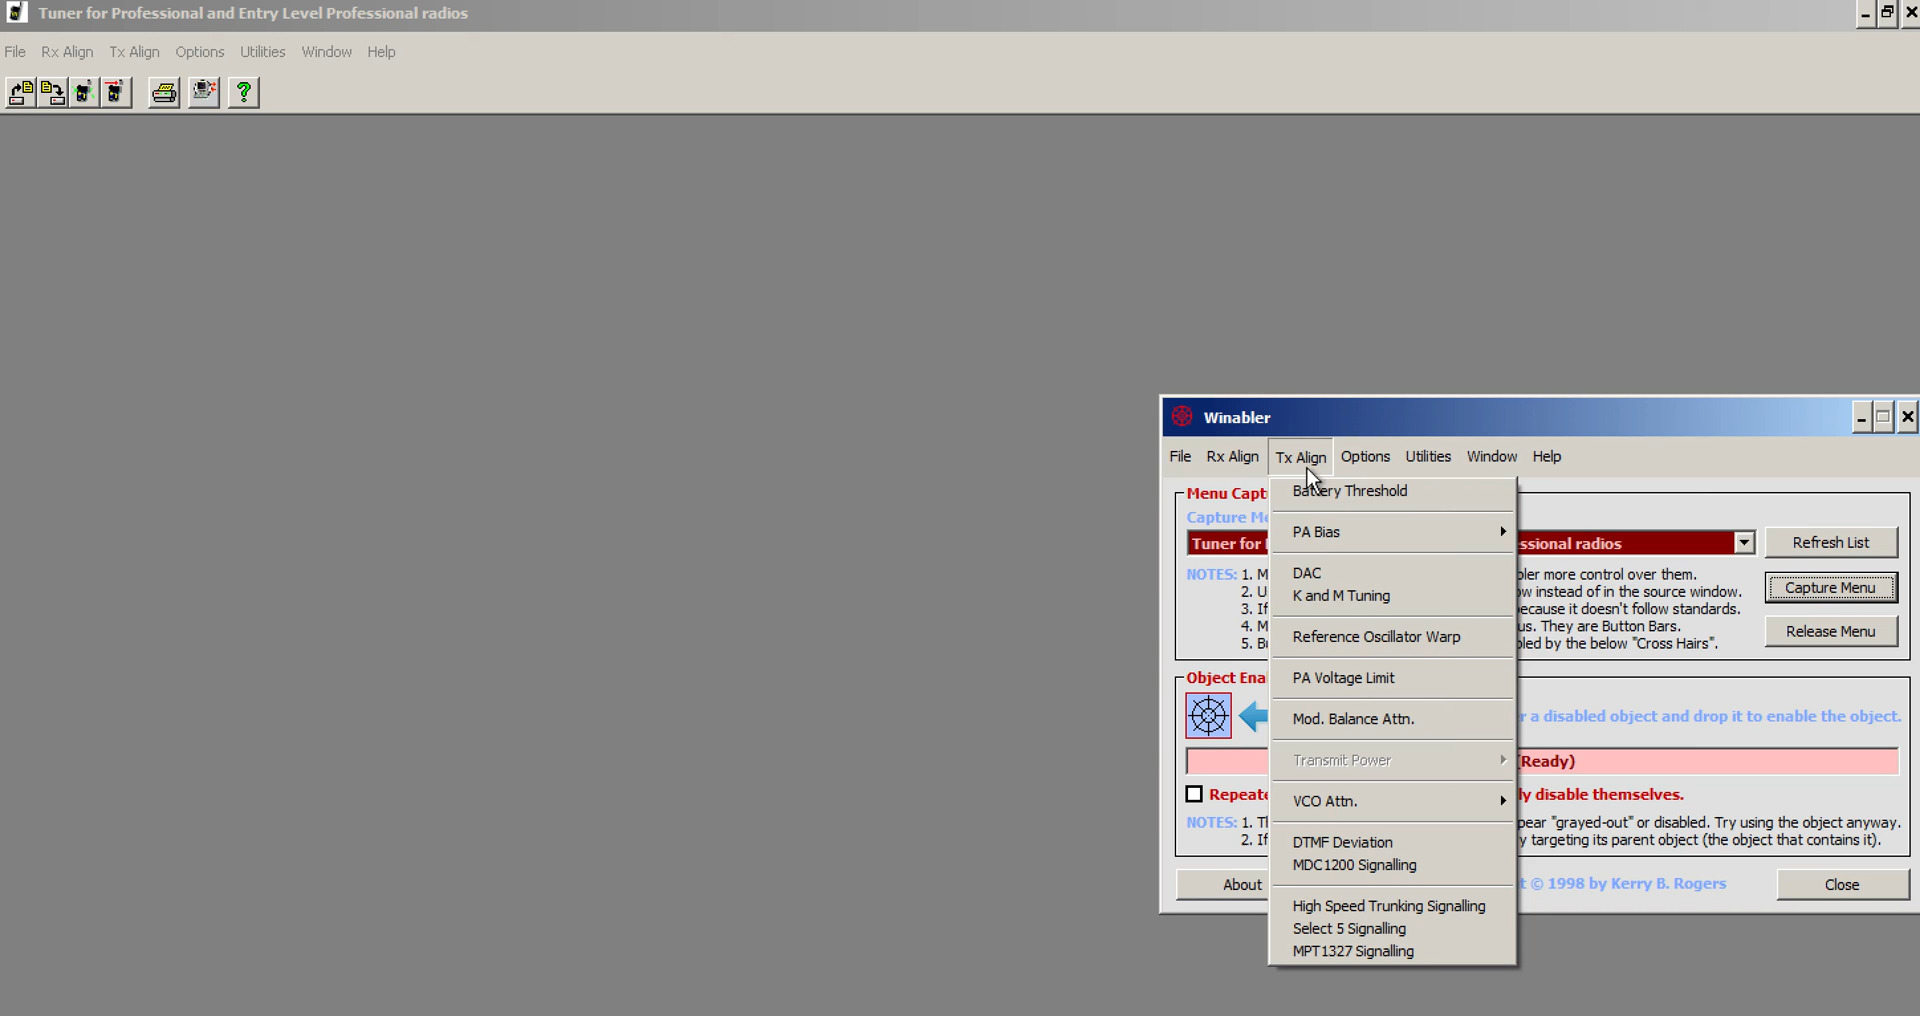 Tuner for Professional and Entry Level Professional radios
File Rx Align Tx Align Options Utilities Window Help
Winabler
File Rx Align Tx Align Options Utilities Window Help
Battery Threshold
PA Bias
DAC
K and M Tuning
Reference Oscillator Warp
PA Voltage Limit
Mod. Balance Attn.
Transmit Power
VCO Attn.
DTMF Deviation
MDC1200 Signalling
High Speed Trunking Signalling
Select 5 Signalling
MPT1327 Signalling
Menu Capt
Capture Me
Tuner for ssional radios
Refresh List
Capture Menu
Release Menu
NOTES: 1. M bler more control over them.
2. U ow instead of in the source window.
3. If ecause it doesn't follow standards.
4. M us. They are Button Bars.
5. B bled by the below "Cross Hairs".
Object Ena
r a disabled object and drop it to enable the object.
(Ready)
Repeate ly disable themselves.
NOTES: 1. T pear "grayed-out" or disabled. Try using the object anyway.
2. If y targeting its parent object (the object that contains it).
About
t © 1998 by Kerry B. Rogers
Close